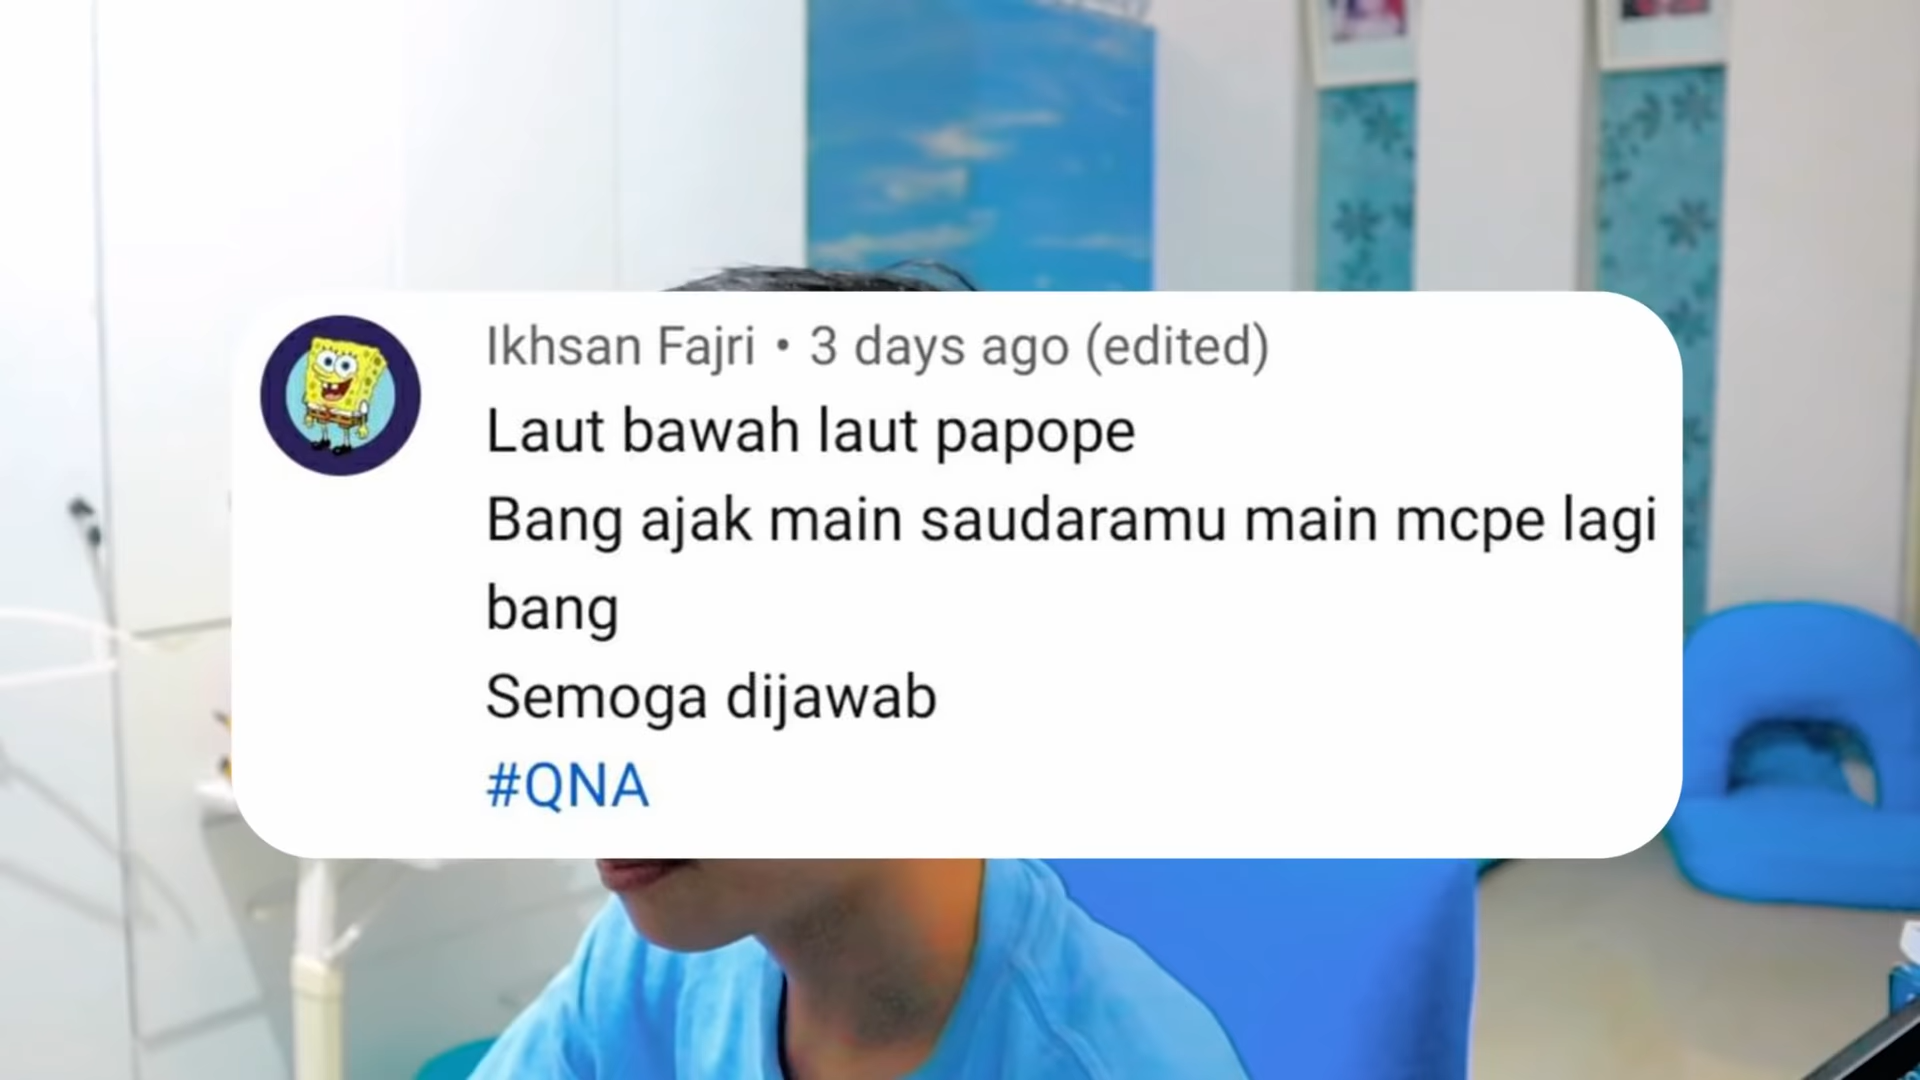 Ikhsan Fajri • 3 days ago (edited)
Laut bawah laut papope
Bang ajak main saudaramu main mcpe lagi
bang
Semoga dijawab
#QNA